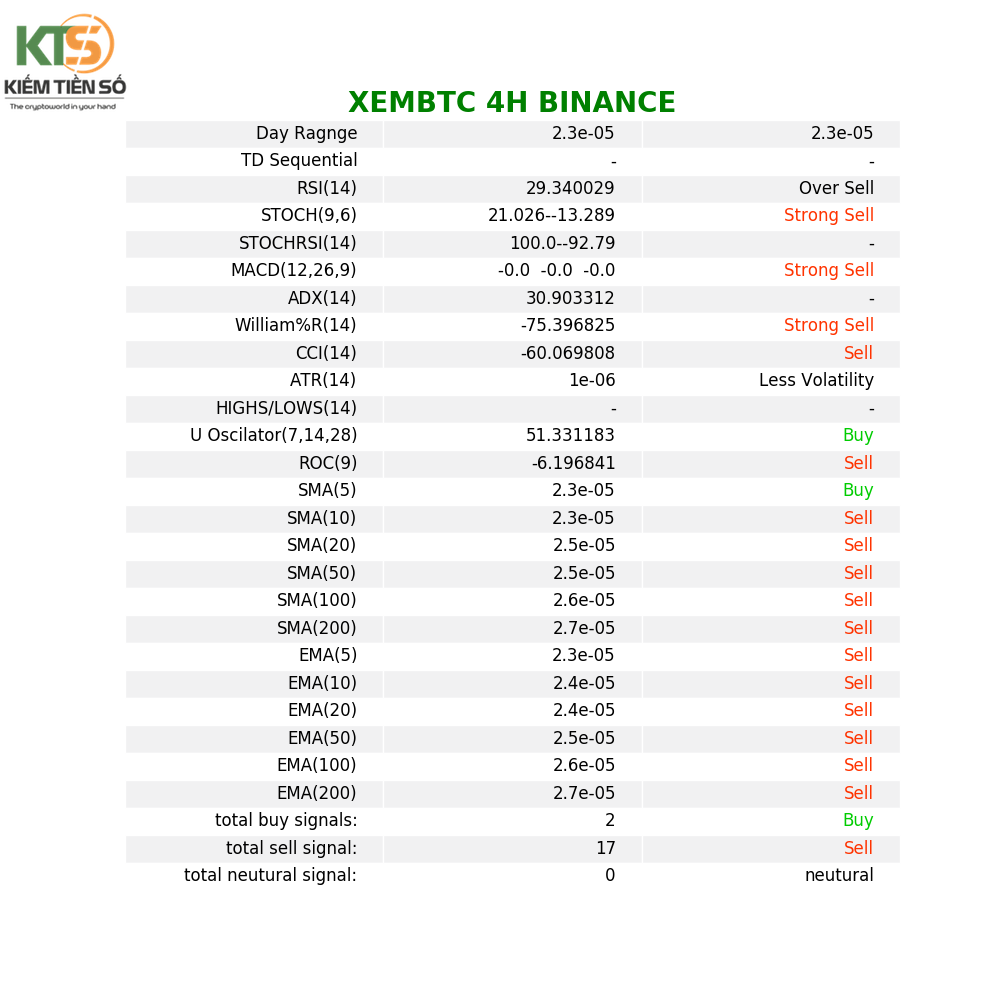 KTS
KIẾM TIỀN SỐ
The cryptoworld in your hand
XEMBTC 4H BINANCE
Day Ragnge 2.3e-05 2.3e-05
TD Sequential - -
RSI(14) 29.340029 Over Sell
STOCH(9,6) 21.026--13.289 Strong Sell
STOCHRSI(14) 100.0--92.79 -
MACD(12,26,9) -0.0 -0.0 -0.0 Strong Sell
ADX(14) 30.903312 -
William%R(14) -75.396825 Strong Sell
CCI(14) -60.069808 Sell
ATR(14) 1e-06 Less Volatility
HIGHS/LOWS(14) - -
U Oscilator(7,14,28) 51.331183 Buy
ROC(9) -6.196841 Sell
SMA(5) 2.3e-05 Buy
SMA(10) 2.3e-05 Sell
SMA(20) 2.5e-05 Sell
SMA(50) 2.5e-05 Sell
SMA(100) 2.6e-05 Sell
SMA(200) 2.7e-05 Sell
EMA(5) 2.3e-05 Sell
EMA(10) 2.4e-05 Sell
EMA(20) 2.4e-05 Sell
EMA(50) 2.5e-05 Sell
EMA(100) 2.6e-05 Sell
EMA(200) 2.7e-05 Sell
total buy signals: 2 Buy
total sell signal: 17 Sell
total neutural signal: 0 neutural